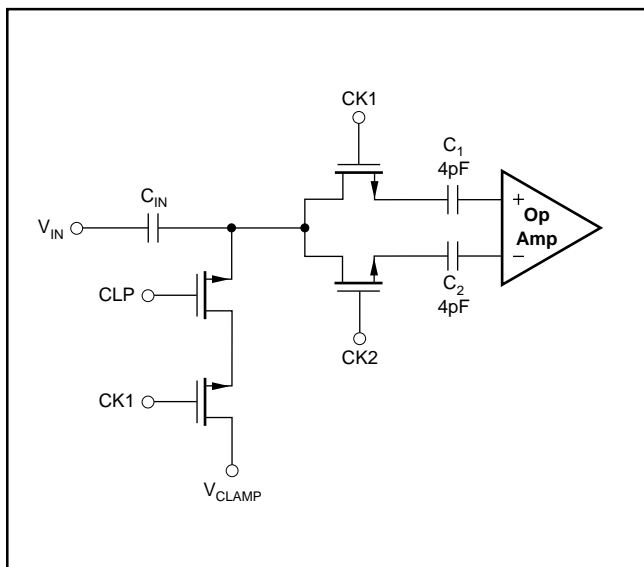 CK1
C1
4pF
CIN
VIN
+
Op
Amp
–
CLP
C2
4pF
CK2
CK1
VCLAMP